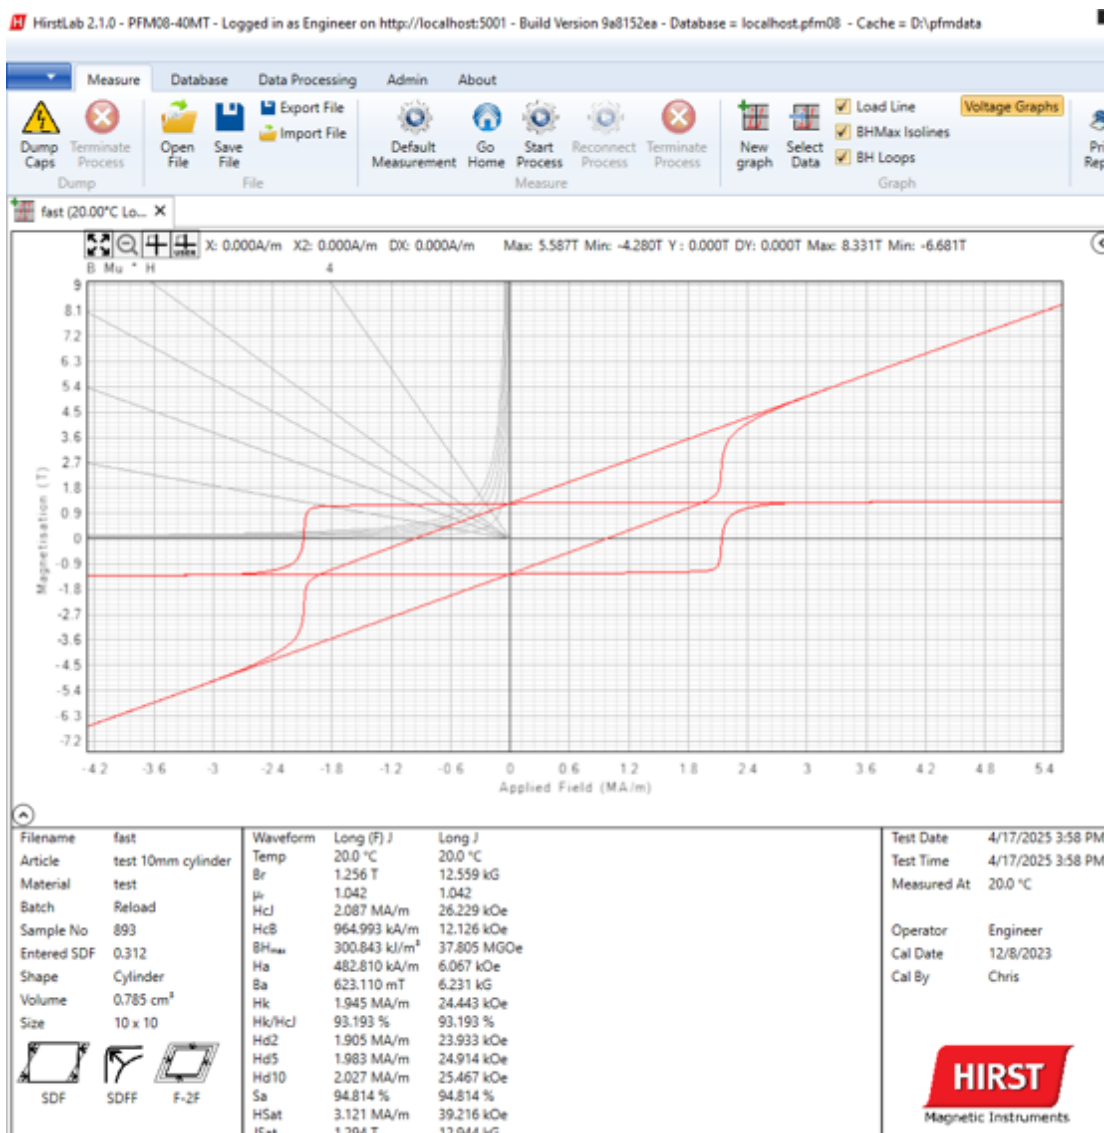 HirstLab 2.1.0 - PFM08-40MT - Logged in as Engineer on http://localhost:5001 - Build Version 9a8152ea - Database = localhost.pfm08 - Cache = D:\pfmdata
Measure Database Data Processing Admin About
Dump Caps
Terminate Process
Dump
Open File
Save File
Export File
Import File
File
Default Measurement
Go Home
Start Process
Reconnect Process
Terminate Process
Measure
New graph
Select Data
Load Line
BHMax Isolines
BH Loops
Voltage Graphs
Graph
fast (20.00°C Lo...
X: 0.000A/m X2: 0.000A/m DX: 0.000A/m Max: 5.587T Min: -4.280T Y : 0.000T DY: 0.000T Max: 8.331T Min: -6.681T
B Mu * H 4
9
8.1
7.2
6.3
5.4
4.5
3.6
2.7
1.8
0.9
0
-0.9
-1.8
-2.7
-3.6
-4.5
-5.4
-6.3
-7.2
Magnetisation (T)
-4.2 -3.6 -3 -2.4 -1.8 -1.2 -0.6 0 0.6 1.2 1.8 2.4 3 3.6 4.2 4.8 5.4
Applied Field (MA/m)
Filename fast
Article test 10mm cylinder
Material test
Batch Reload
Sample No 893
Entered SDF 0.312
Shape Cylinder
Volume 0.785 cm³
Size 10 x 10
SDF SDFF F-2F
Waveform Long (F) J Long J
Temp 20.0 °C 20.0 °C
Br 1.256 T 12.559 kG
μr 1.042 1.042
HcJ 2.087 MA/m 26.229 kOe
HcB 964.993 kA/m 12.126 kOe
BHmax 300.843 kJ/m³ 37.805 MGOe
Ha 482.810 kA/m 6.067 kOe
Ba 623.110 mT 6.231 kG
Hk 1.945 MA/m 24.443 kOe
Hk/HcJ 93.193 % 93.193 %
Hd2 1.905 MA/m 23.933 kOe
Hd5 1.983 MA/m 24.914 kOe
Hd10 2.027 MA/m 25.467 kOe
Sa 94.814 % 94.814 %
HSat 3.121 MA/m 39.216 kOe
JSat 1.294 T 12.944 kG
Test Date 4/17/2025 3:58 PM
Test Time 4/17/2025 3:58 PM
Measured At 20.0 °C
Operator Engineer
Cal Date 12/8/2023
Cal By Chris
HIRST
Magnetic Instruments